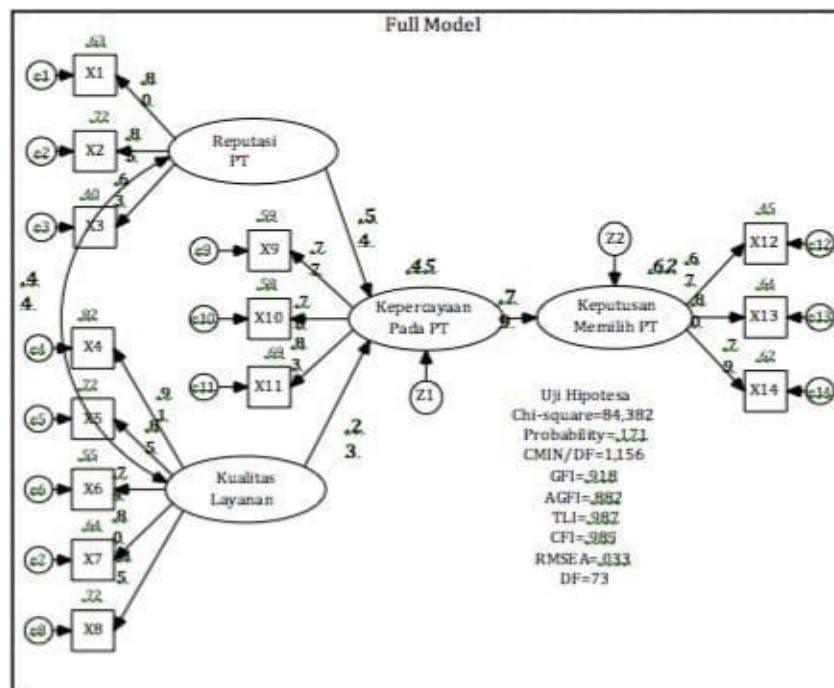 Full Model
.63
e1
X1
.8
0
.72
e2
X2
.8
Reputasi
PT
.6
3
.40
e3
X3
.5
4
.59
e9
X9
.7
.45
Z2
.62
.6
7
.45
X12
e12
.4
4
.58
e10
X10
.7
Kepercayaan
Pada PT
.7
9
Keputusan
Memilih PT
.8
0
.64
X13
e13
.82
e4
X4
.69
e11
X11
.8
3
.7
9
.62
X14
e14
Z1
.72
e5
X5
.9
1
.8
5
.2
3
Uji Hipotesa
Chi-square=84,382
Probability=.171
CMIN/DF=1,156
GFI=.918
AGFI=.882
TLI=.987
CFI=.989
RMSEA=.033
DF=73
.55
e6
X6
.7
Kualitas
Layanan
.64
e7
X7
.8
0
5
.72
e8
X8